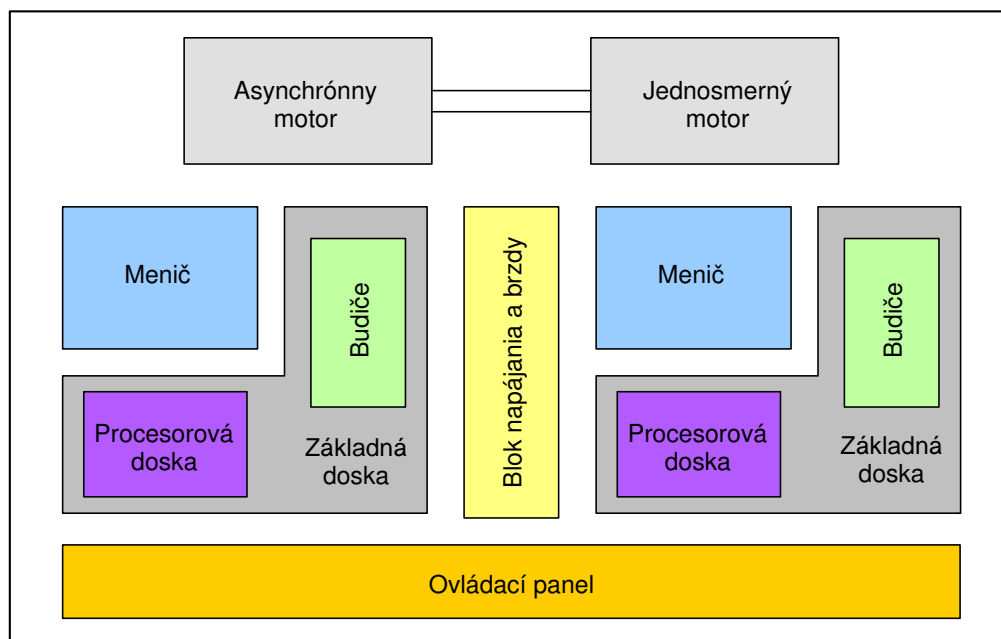 Asynchrónny
motor
Jednosmerný
motor
Menič
Budiče
Procesorová
doska
Základná
doska
Blok napájania a brzdy
Menič
Budiče
Procesorová
doska
Základná
doska
Ovládací panel